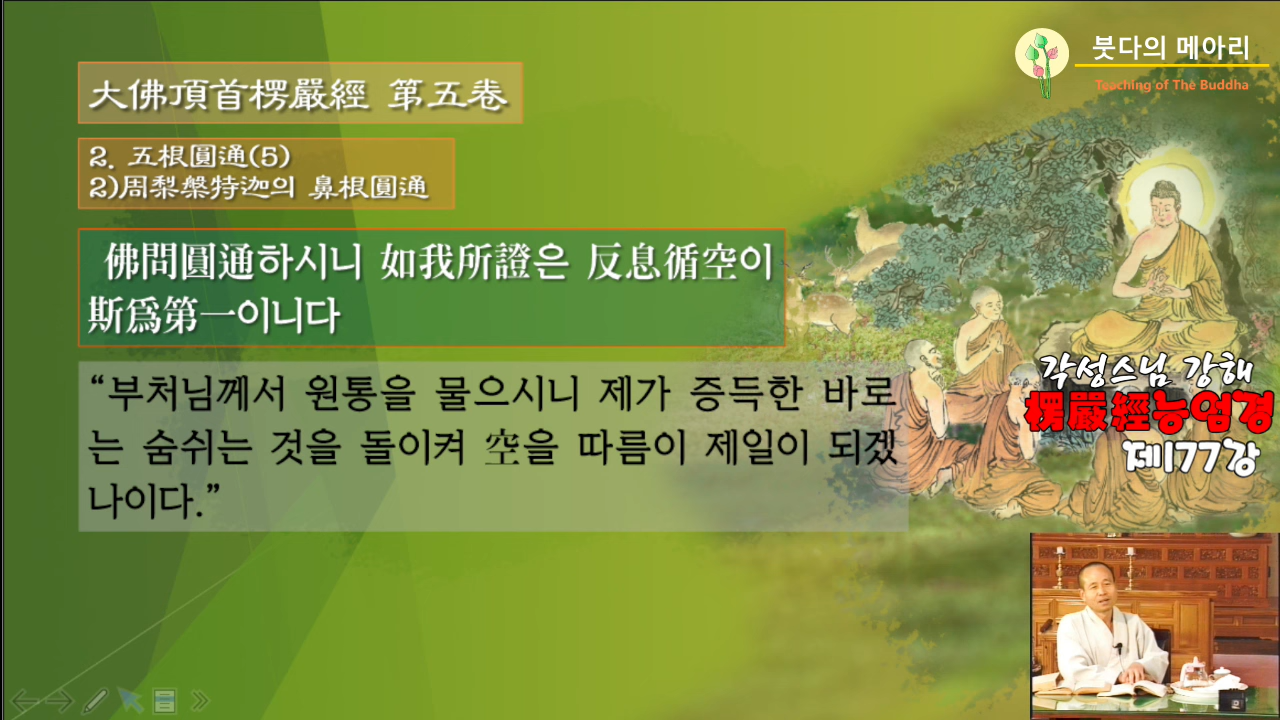 붓다의 메아리
Teaching of The Buddha
大佛頂首楞嚴經 第五卷
2. 五根圓通(5)
2)周梨槃特迦의 鼻根圓通
佛問圓通하시니 如我所證은 反息循空이
斯爲第一이니다
“부처님께서 원통을 물으시니 제가 증득한 바로
는 숨쉬는 것을 돌이켜 空을 따름이 제일이 되겠
나이다.”
각성스님 강해
楞嚴經능엄경
제177강